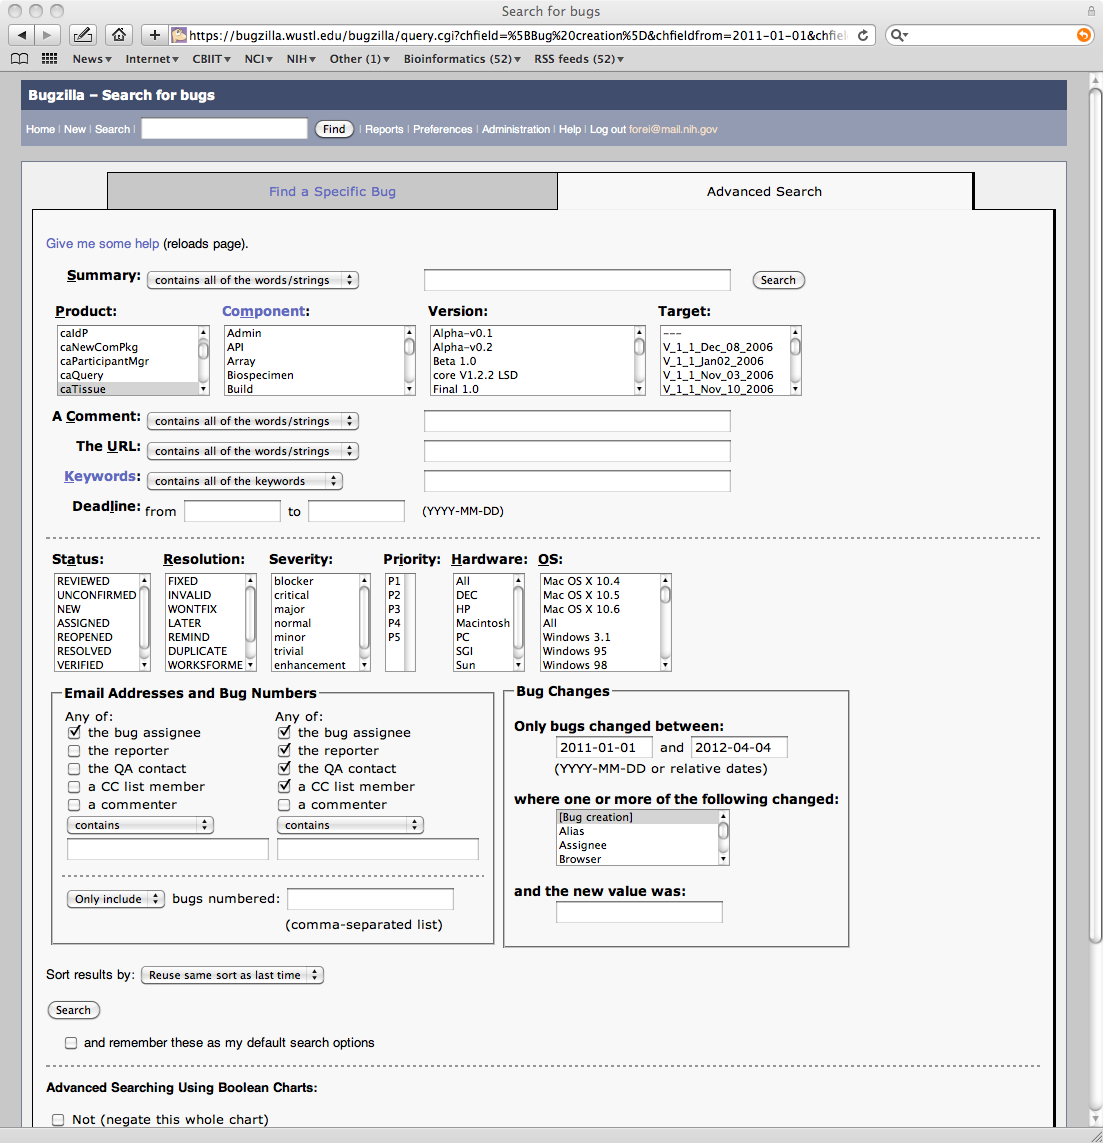 Search for bugs
https://bugzilla.wustl.edu/bugzilla/query.cgi?chfield=%5BBug%20creation%5D&chfieldfrom=2011-01-01&chfiel
News Internet CBIIT NCI NIH Other (1) Bioinformatics (52) RSS feeds (52)
Bugzilla – Search for bugs
Home | New | Search | Find | Reports | Preferences | Administration | Help | Log out forei@mail.nih.gov
Find a Specific Bug Advanced Search
Give me some help (reloads page).
Summary: contains all of the words/strings Search
Product: Component: Version: Target:
caIdP Admin Alpha-v0.1 ---
caNewComPkg API Alpha-v0.2 V_1_1_Dec_08_2006
caParticipantMgr Array Beta 1.0 V_1_1_Jan02_2006
caQuery Biospecimen core V1.2.2 LSD V_1_1_Nov_03_2006
caTissue Build Final 1.0 V_1_1_Nov_10_2006
A Comment: contains all of the words/strings
The URL: contains all of the words/strings
Keywords: contains all of the keywords
Deadline: from to (YYYY-MM-DD)
Status: Resolution: Severity: Priority: Hardware: OS:
REVIEWED FIXED blocker P1 All Mac OS X 10.4
UNCONFIRMED INVALID critical P2 DEC Mac OS X 10.5
NEW WONTFIX major P3 HP Mac OS X 10.6
ASSIGNED LATER normal P4 Macintosh All
REOPENED REMIND minor P5 PC Windows 3.1
RESOLVED DUPLICATE trivial SGI Windows 95
VERIFIED WORKSFORME enhancement Sun Windows 98
Email Addresses and Bug Numbers
Any of: Any of:
the bug assignee the bug assignee
the reporter the reporter
the QA contact the QA contact
a CC list member a CC list member
a commenter a commenter
contains contains
Only include bugs numbered:
(comma-separated list)
Bug Changes
Only bugs changed between:
2011-01-01 and 2012-04-04
(YYYY-MM-DD or relative dates)
where one or more of the following changed:
[Bug creation]
Alias
Assignee
Browser
and the new value was:
Sort results by: Reuse same sort as last time
Search
and remember these as my default search options
Advanced Searching Using Boolean Charts:
Not (negate this whole chart)